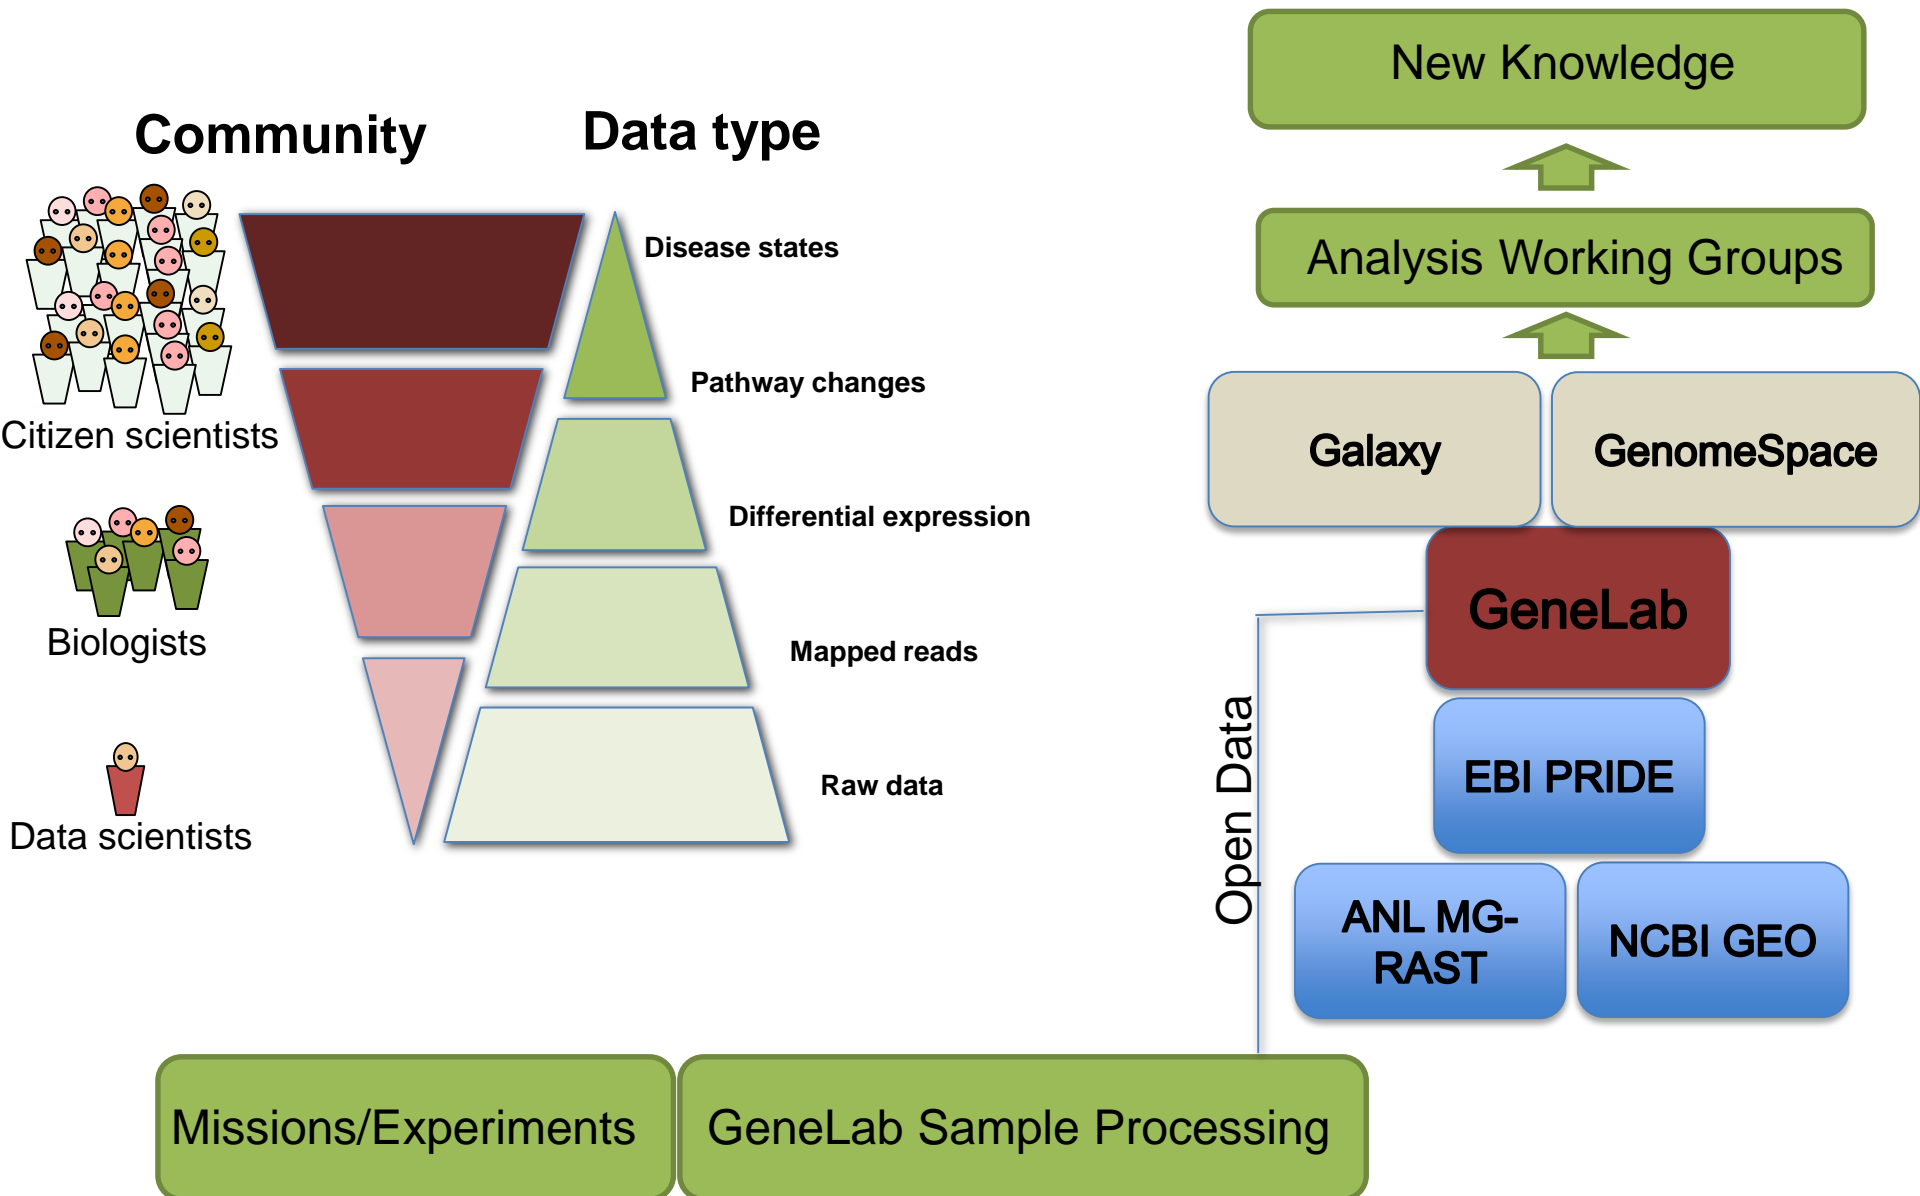 Community
Data type
Citizen scientists
Biologists
Data scientists
Disease states
Pathway changes
Differential expression
Mapped reads
Raw data
New Knowledge
Analysis Working Groups
Galaxy
GenomeSpace
GeneLab
EBI PRIDE
ANL MG-
RAST
NCBI GEO
Open Data
Missions/Experiments
GeneLab Sample Processing